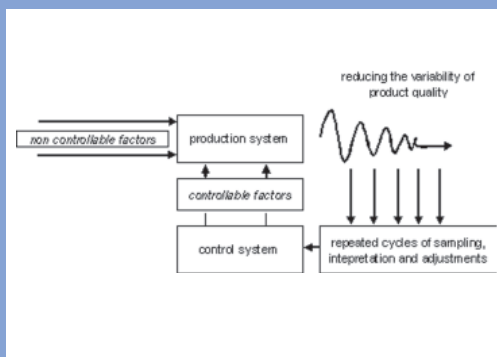 reducing the variability of
product quality
non controllable factors
production system
controllable factors
control system
repeated cycles of sampling,
intepretation and adjustments